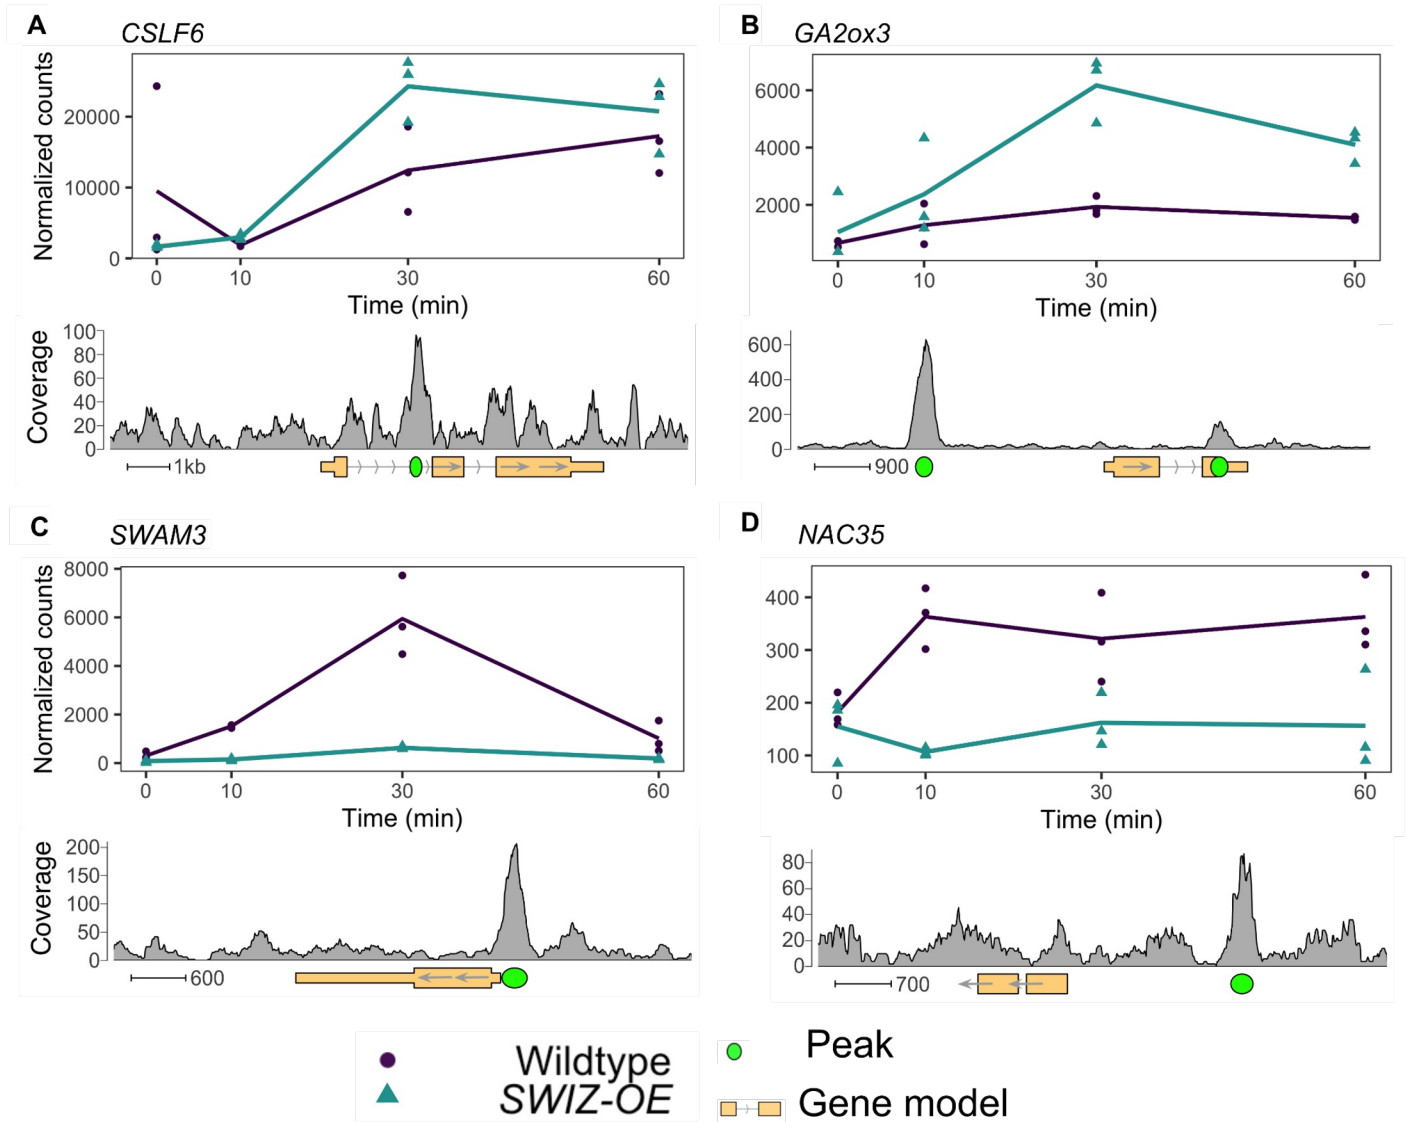 A
CSLF6
Normalized counts
20000
10000
0
0 10 30 60
Time (min)
Coverage
100
80
60
40
20
0
1kb
B
GA2ox3
6000
4000
2000
0 10 30 60
Time (min)
600
400
200
0
900
C
SWAM3
Normalized counts
8000
6000
4000
2000
0
0 10 30 60
Time (min)
Coverage
200
150
100
50
0
600
D
NAC35
400
300
200
100
0 10 30 60
Time (min)
80
60
40
20
0
700
Wildtype
SWIZ-OE
Peak
Gene model